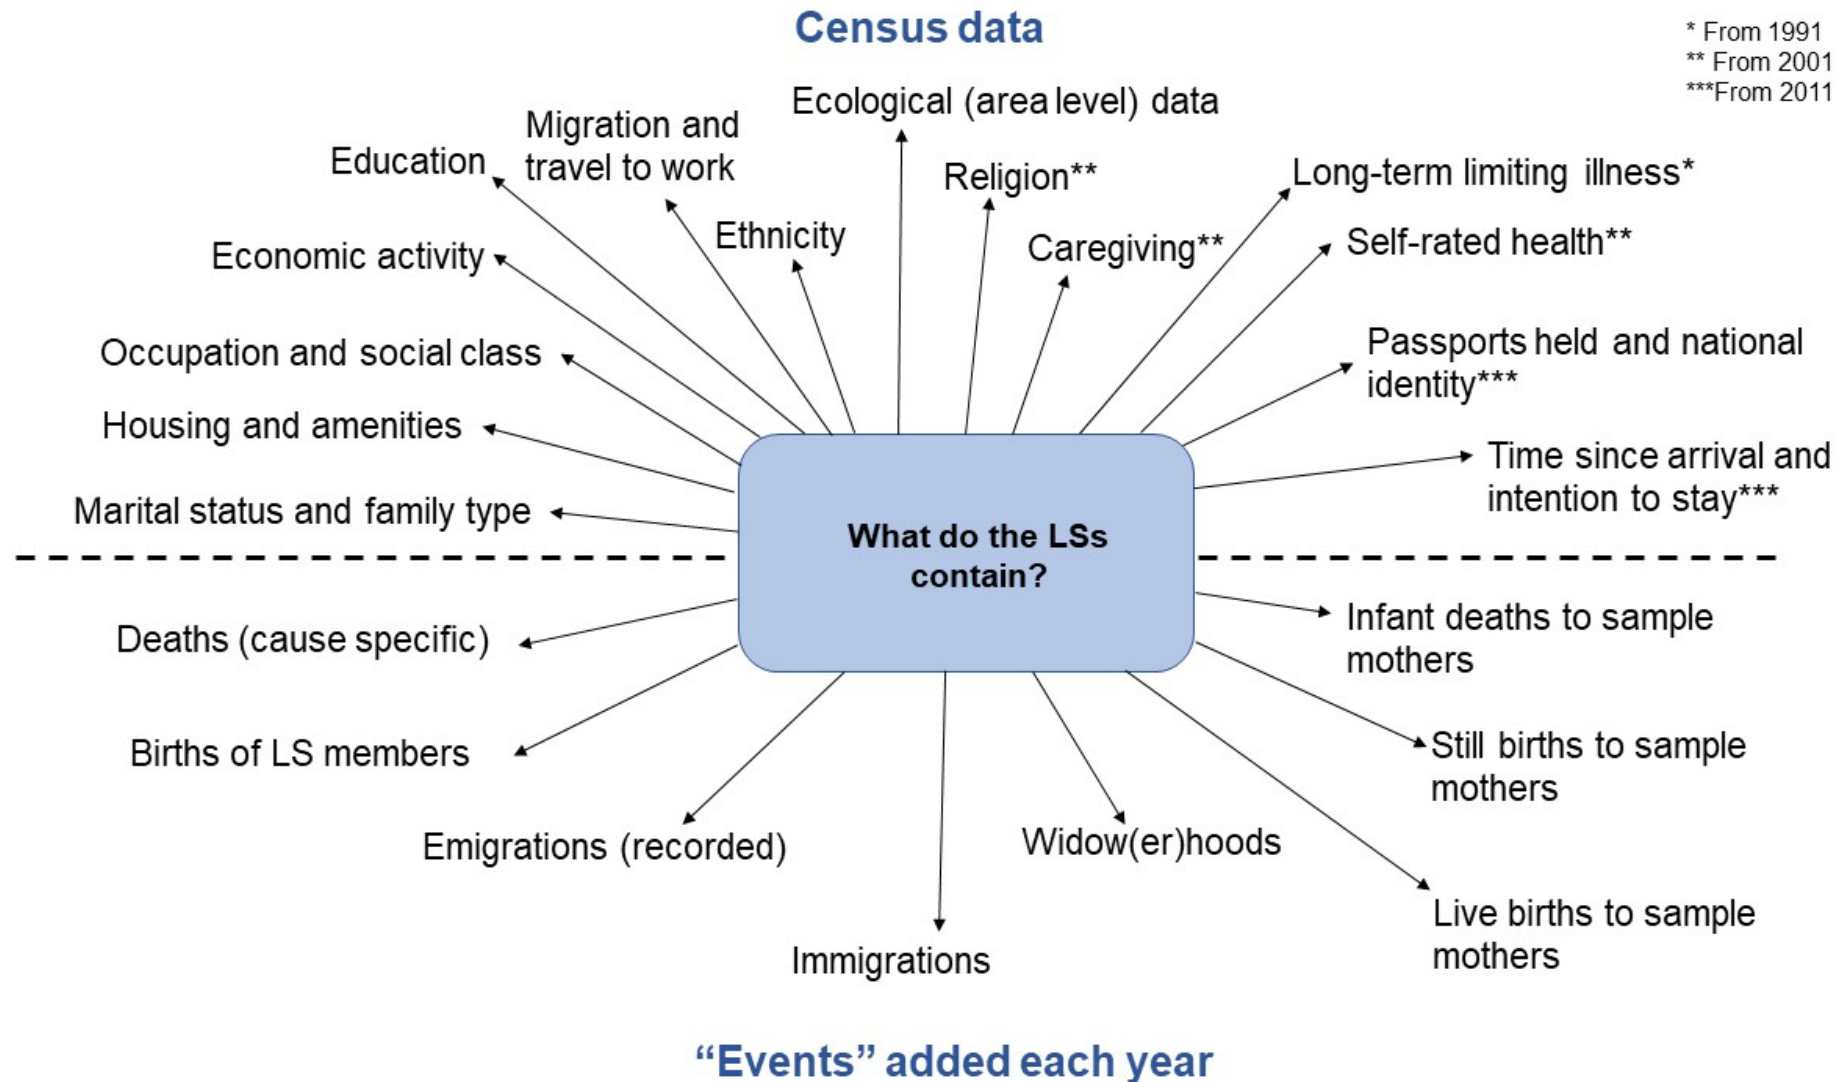 Census data
* From 1991
** From 2001
***From 2011
Ecological (area level) data
Migration and
travel to work
Education
Religion**
Long-term limiting illness*
Ethnicity
Caregiving**
Self-rated health**
Economic activity
Occupation and social class
Passports held and national
identity***
Housing and amenities
Time since arrival and
intention to stay***
Marital status and family type
What do the LSs
contain?
Deaths (cause specific)
Infant deaths to sample
mothers
Births of LS members
Still births to sample
mothers
Emigrations (recorded)
Widow(er)hoods
Live births to sample
mothers
Immigrations
“Events” added each year